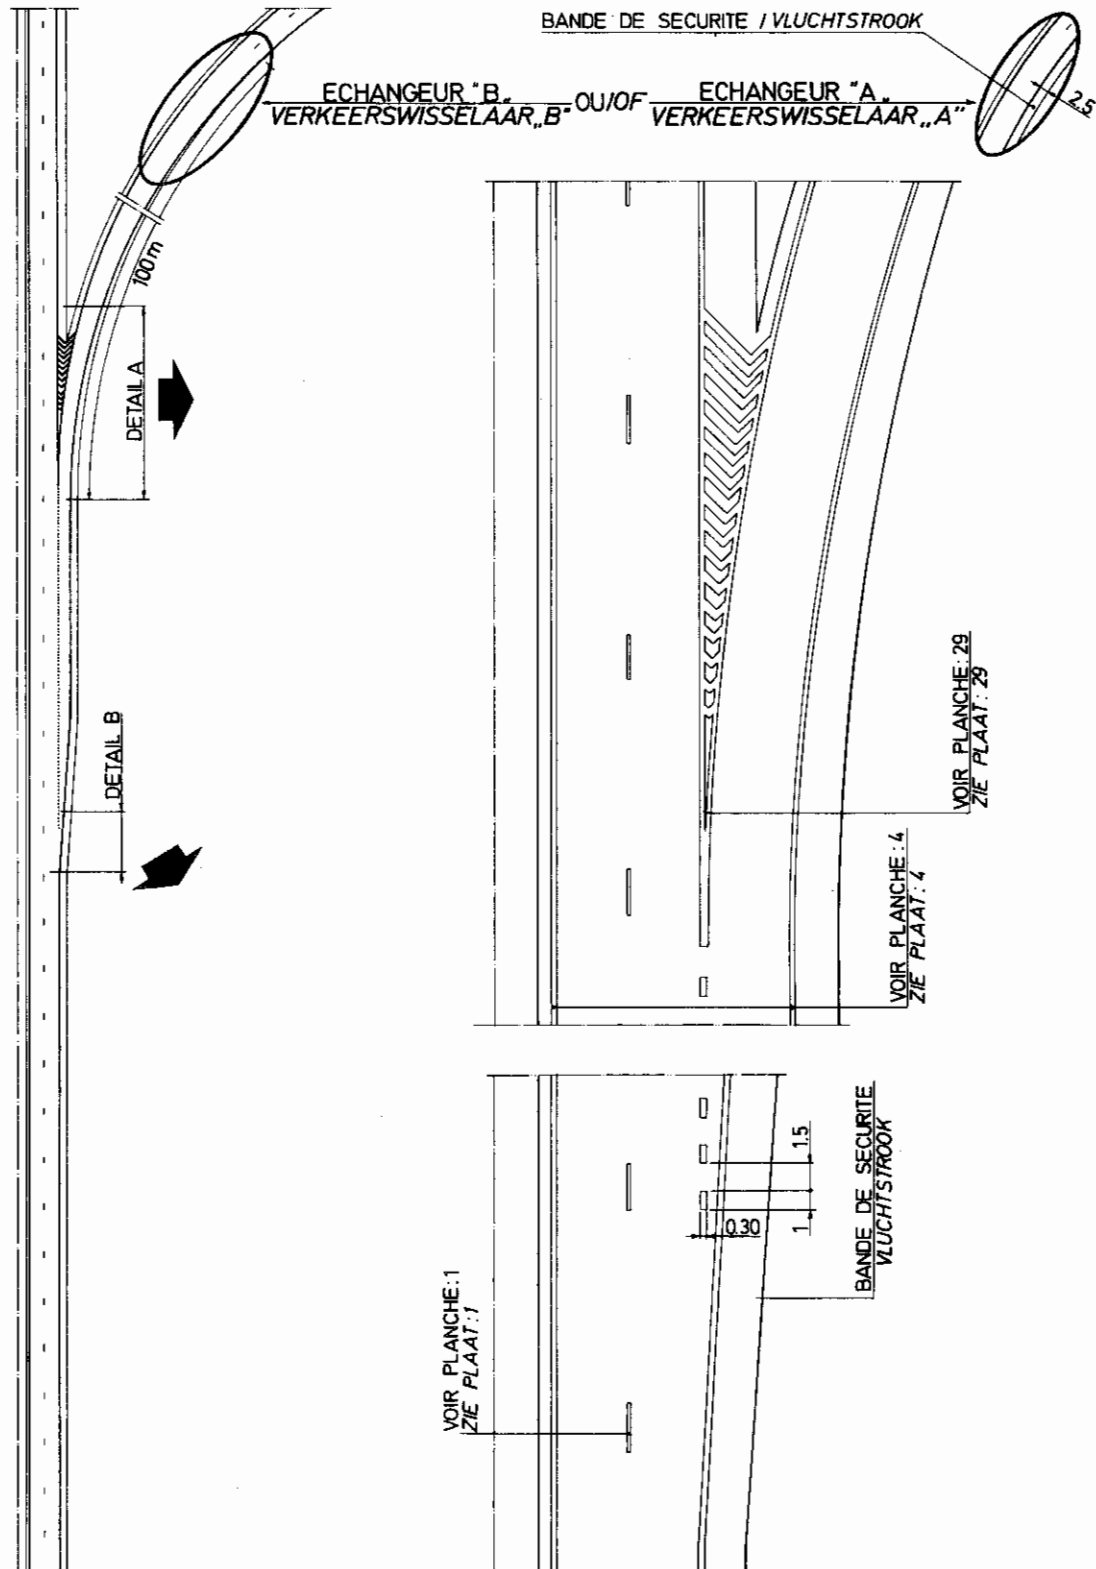 BANDE DE SECURITE / VLUCHTSTROOK
ECHANGEUR "B„
VERKEERSWISSELAAR„B"
OU/OF
ECHANGEUR "A„
VERKEERSWISSELAAR„A"
2.5
100m
DETAIL A
DETAIL B
VOIR PLANCHE: 29
ZIE PLAAT: 29
VOIR PLANCHE: 4
ZIE PLAAT: 4
1.5
1
0.30
BANDE DE SECURITE
VLUCHTSTROOK
VOIR PLANCHE: 1
ZIE PLAAT: 1